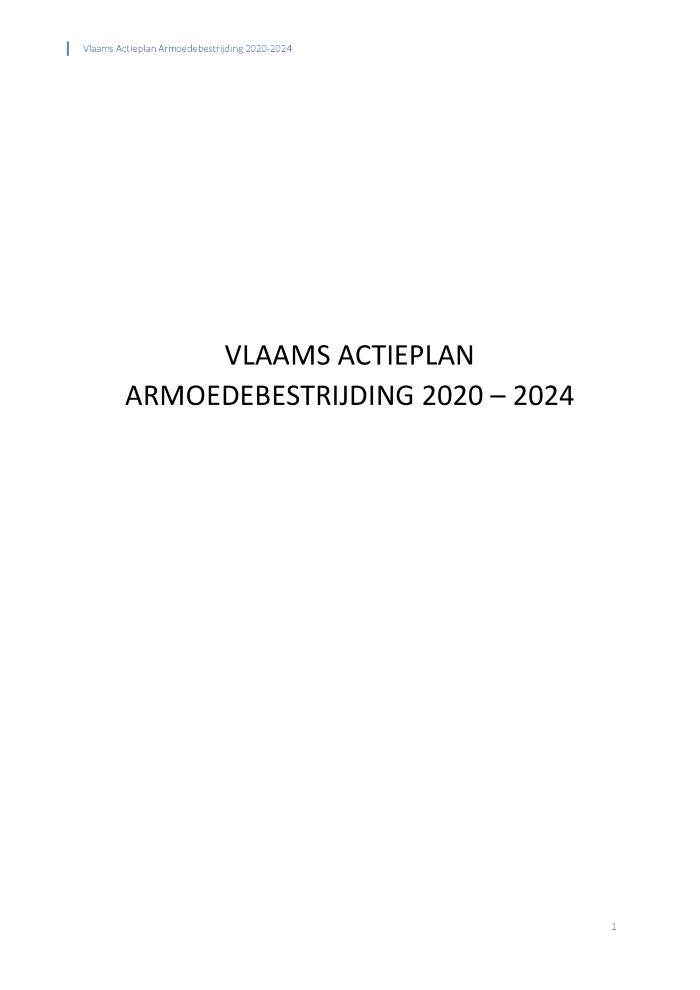 Vlaams Actieplan Armoedebestrijding 2020-2024
VLAAMS ACTIEPLAN
ARMOEDEBESTRIJDING 2020 – 2024
1